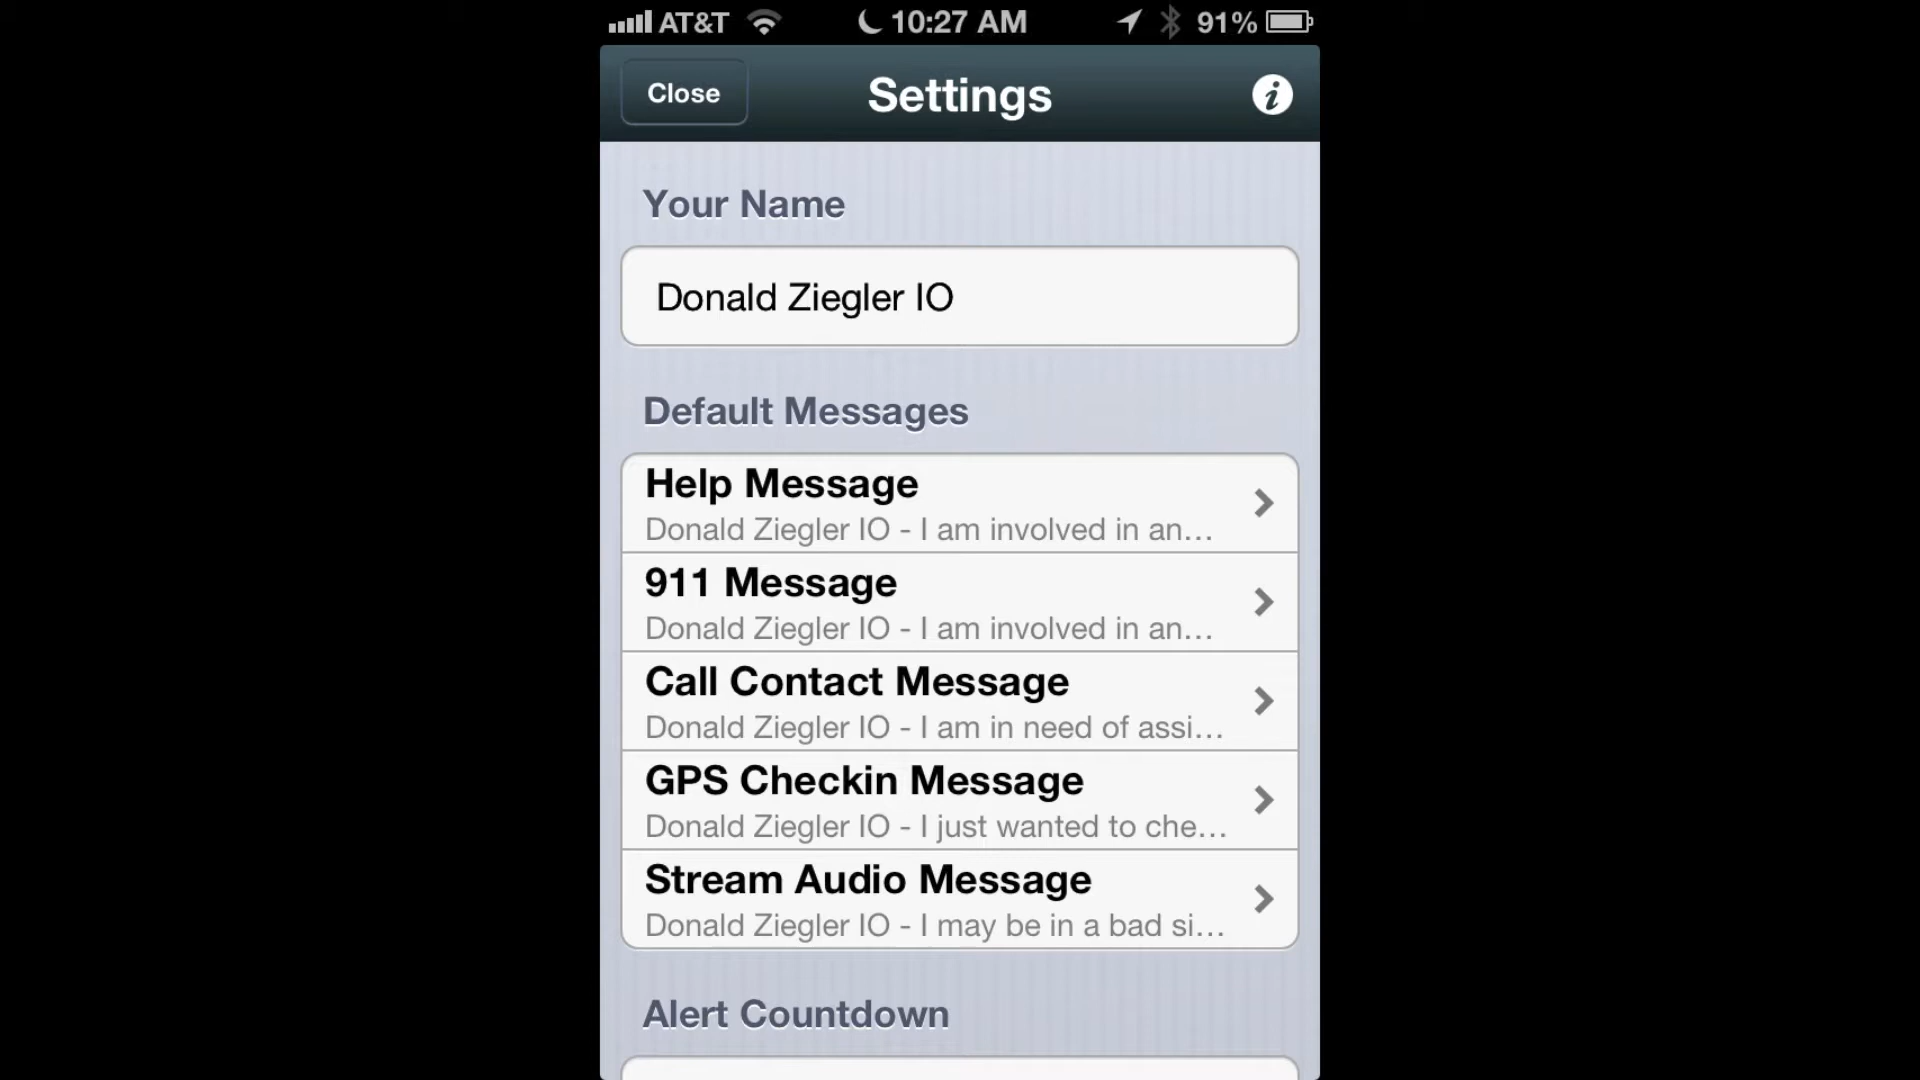 AT&T 10:27 AM 91%
Close Settings i
Your Name
Donald Ziegler IO
Default Messages
Help Message
Donald Ziegler IO - I am involved in an...
911 Message
Donald Ziegler IO - I am involved in an...
Call Contact Message
Donald Ziegler IO - I am in need of assi...
GPS Checkin Message
Donald Ziegler IO - I just wanted to che...
Stream Audio Message
Donald Ziegler IO - I may be in a bad si...
Alert Countdown